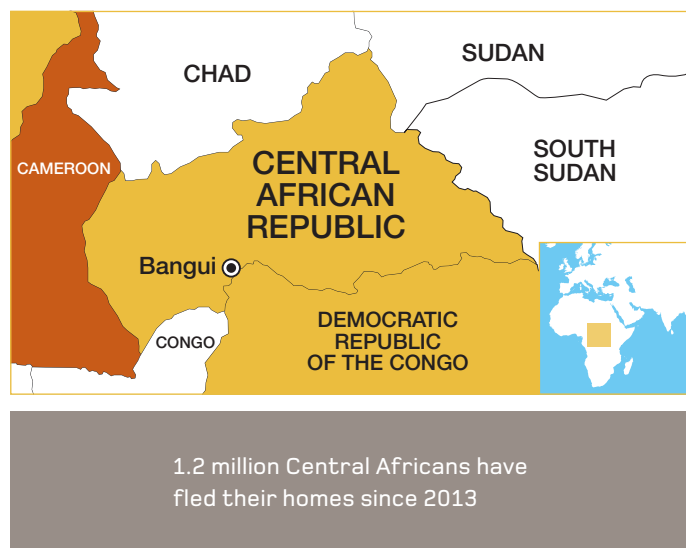 CHAD
SUDAN
SOUTH
SUDAN
CAMEROON
CENTRAL
AFRICAN
REPUBLIC
Bangui
CONGO
DEMOCRATIC
REPUBLIC
OF THE CONGO
1.2 million Central Africans have
fled their homes since 2013